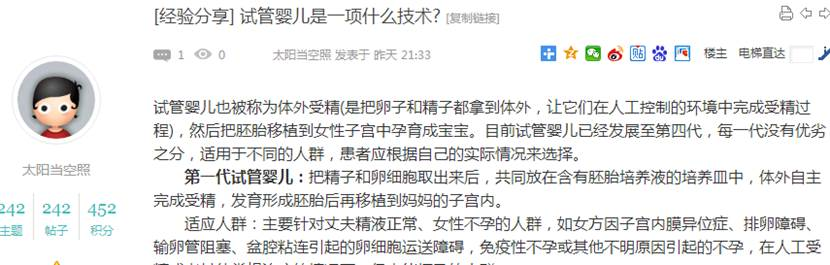 [经验分享] 试管婴儿是一项什么技术? [复制链接]
1 0 太阳当空照 发表于 昨天 21:33 贴 楼主 电梯直达
试管婴儿也被称为体外受精(是把卵子和精子都拿到体外，让它们在人工控制的环境中完成受精过
程)，然后把胚胎移植到女性子宫中孕育成宝宝。目前试管婴儿已经发展至第四代，每一代没有优劣
之分，适用于不同的人群，患者应根据自己的实际情况来选择。
太阳当空照
第一代试管婴儿：把精子和卵细胞取出来后，共同放在含有胚胎培养液的培养皿中，体外自主
完成受精，发育形成胚胎后再移植到妈妈的子宫内。
242 242 452
主题 帖子 积分
适应人群：主要针对丈夫精液正常、女性不孕的人群，如女方因子宫内膜异位症、排卵障碍、
输卵管阻塞、盆腔粘连引起的卵细胞运送障碍，免疫性不孕或其他不明原因引起的不孕，在人工受